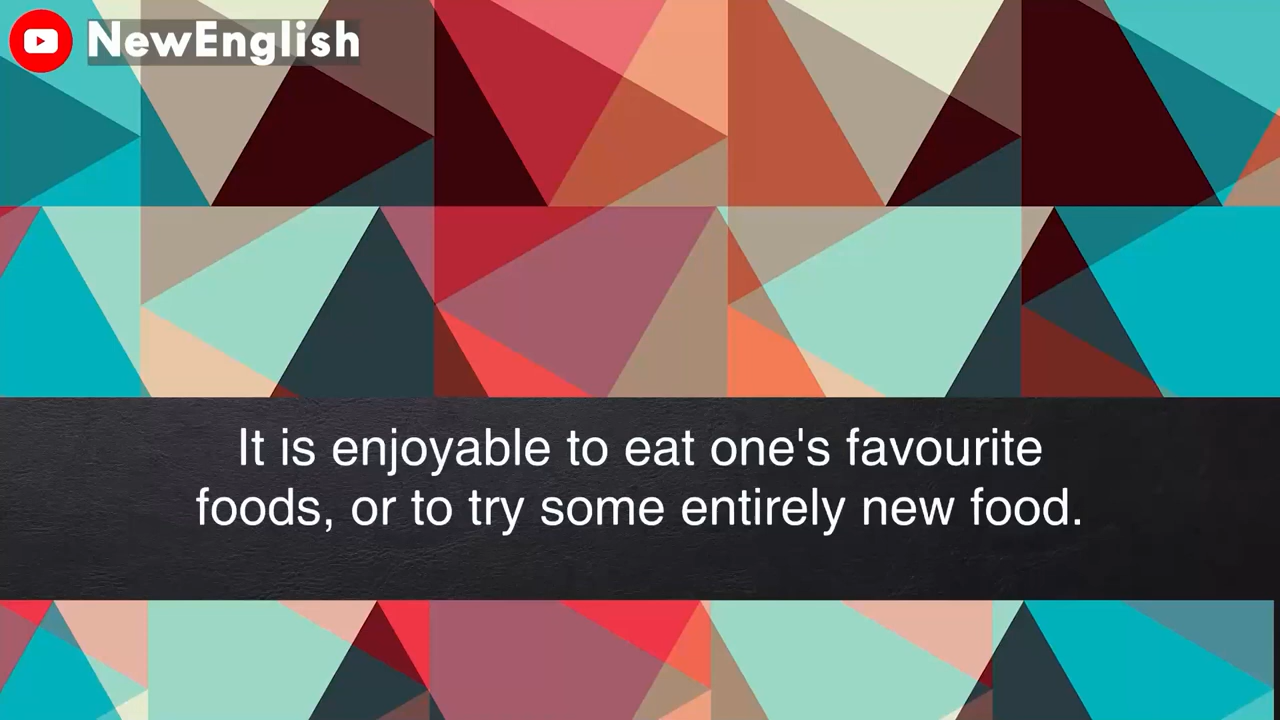 NewEnglish
It is enjoyable to eat one's favourite
foods, or to try some entirely new food.